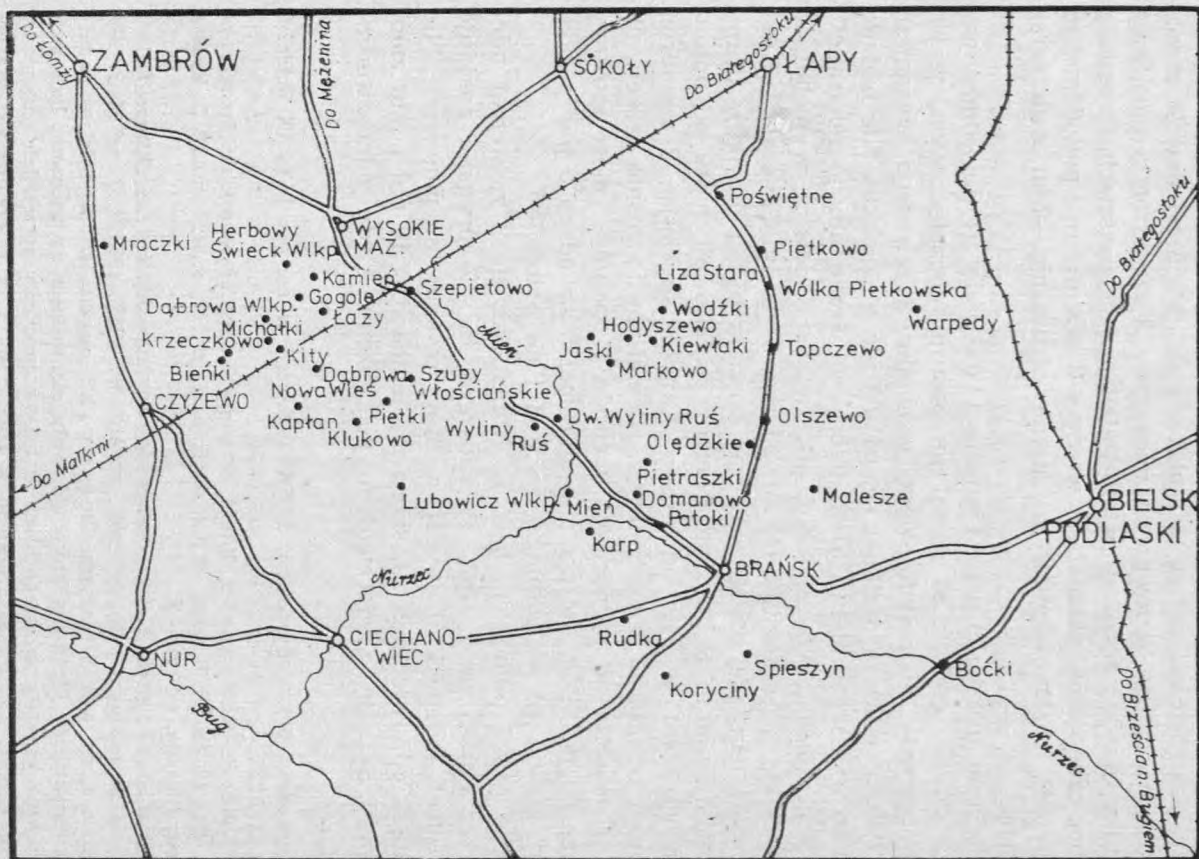 Do Łomży
ZAMBRÓW
Do Mężenina
SOKOŁY
Do Białegostoku
ŁAPY
Poświętne
Mroczki
Herbowy
Świeck Wlkp.
WYSOKIE
MAZ.
Pietkowo
Kamień
Szepietowo
Liza Stara
Wólka Pietkowska
Do Białegostoku
Dąbrowa Wlkp.
Gogole
Łazy
Wodźki
Warpedy
Michałki
Mień
Hodyszewo
Krzeczkowo
Kity
Jaski
Kiewłaki
Topczewo
Bieńki
Dąbrowa
Szuby
Markowo
Nowa Wieś
Włościańskie
CZYŻEWO
Kapłan
Pietki
Dw. Wyliny Ruś
Olszewo
Klukowo
Wyliny
Ruś
Olędzkie
Do Małkini
Pietraszki
Lubowicz Wlkp.
Mień
Domanowo
Malesze
BIELSK
PODLASKI
Patoki
Karp
Nurzec
BRAŃSK
CIECHANO-
WIEC
Rudka
NUR
Spieszyn
Boćki
Koryciny
Bug
Nurzec
Do Brześcia n. Bugiem